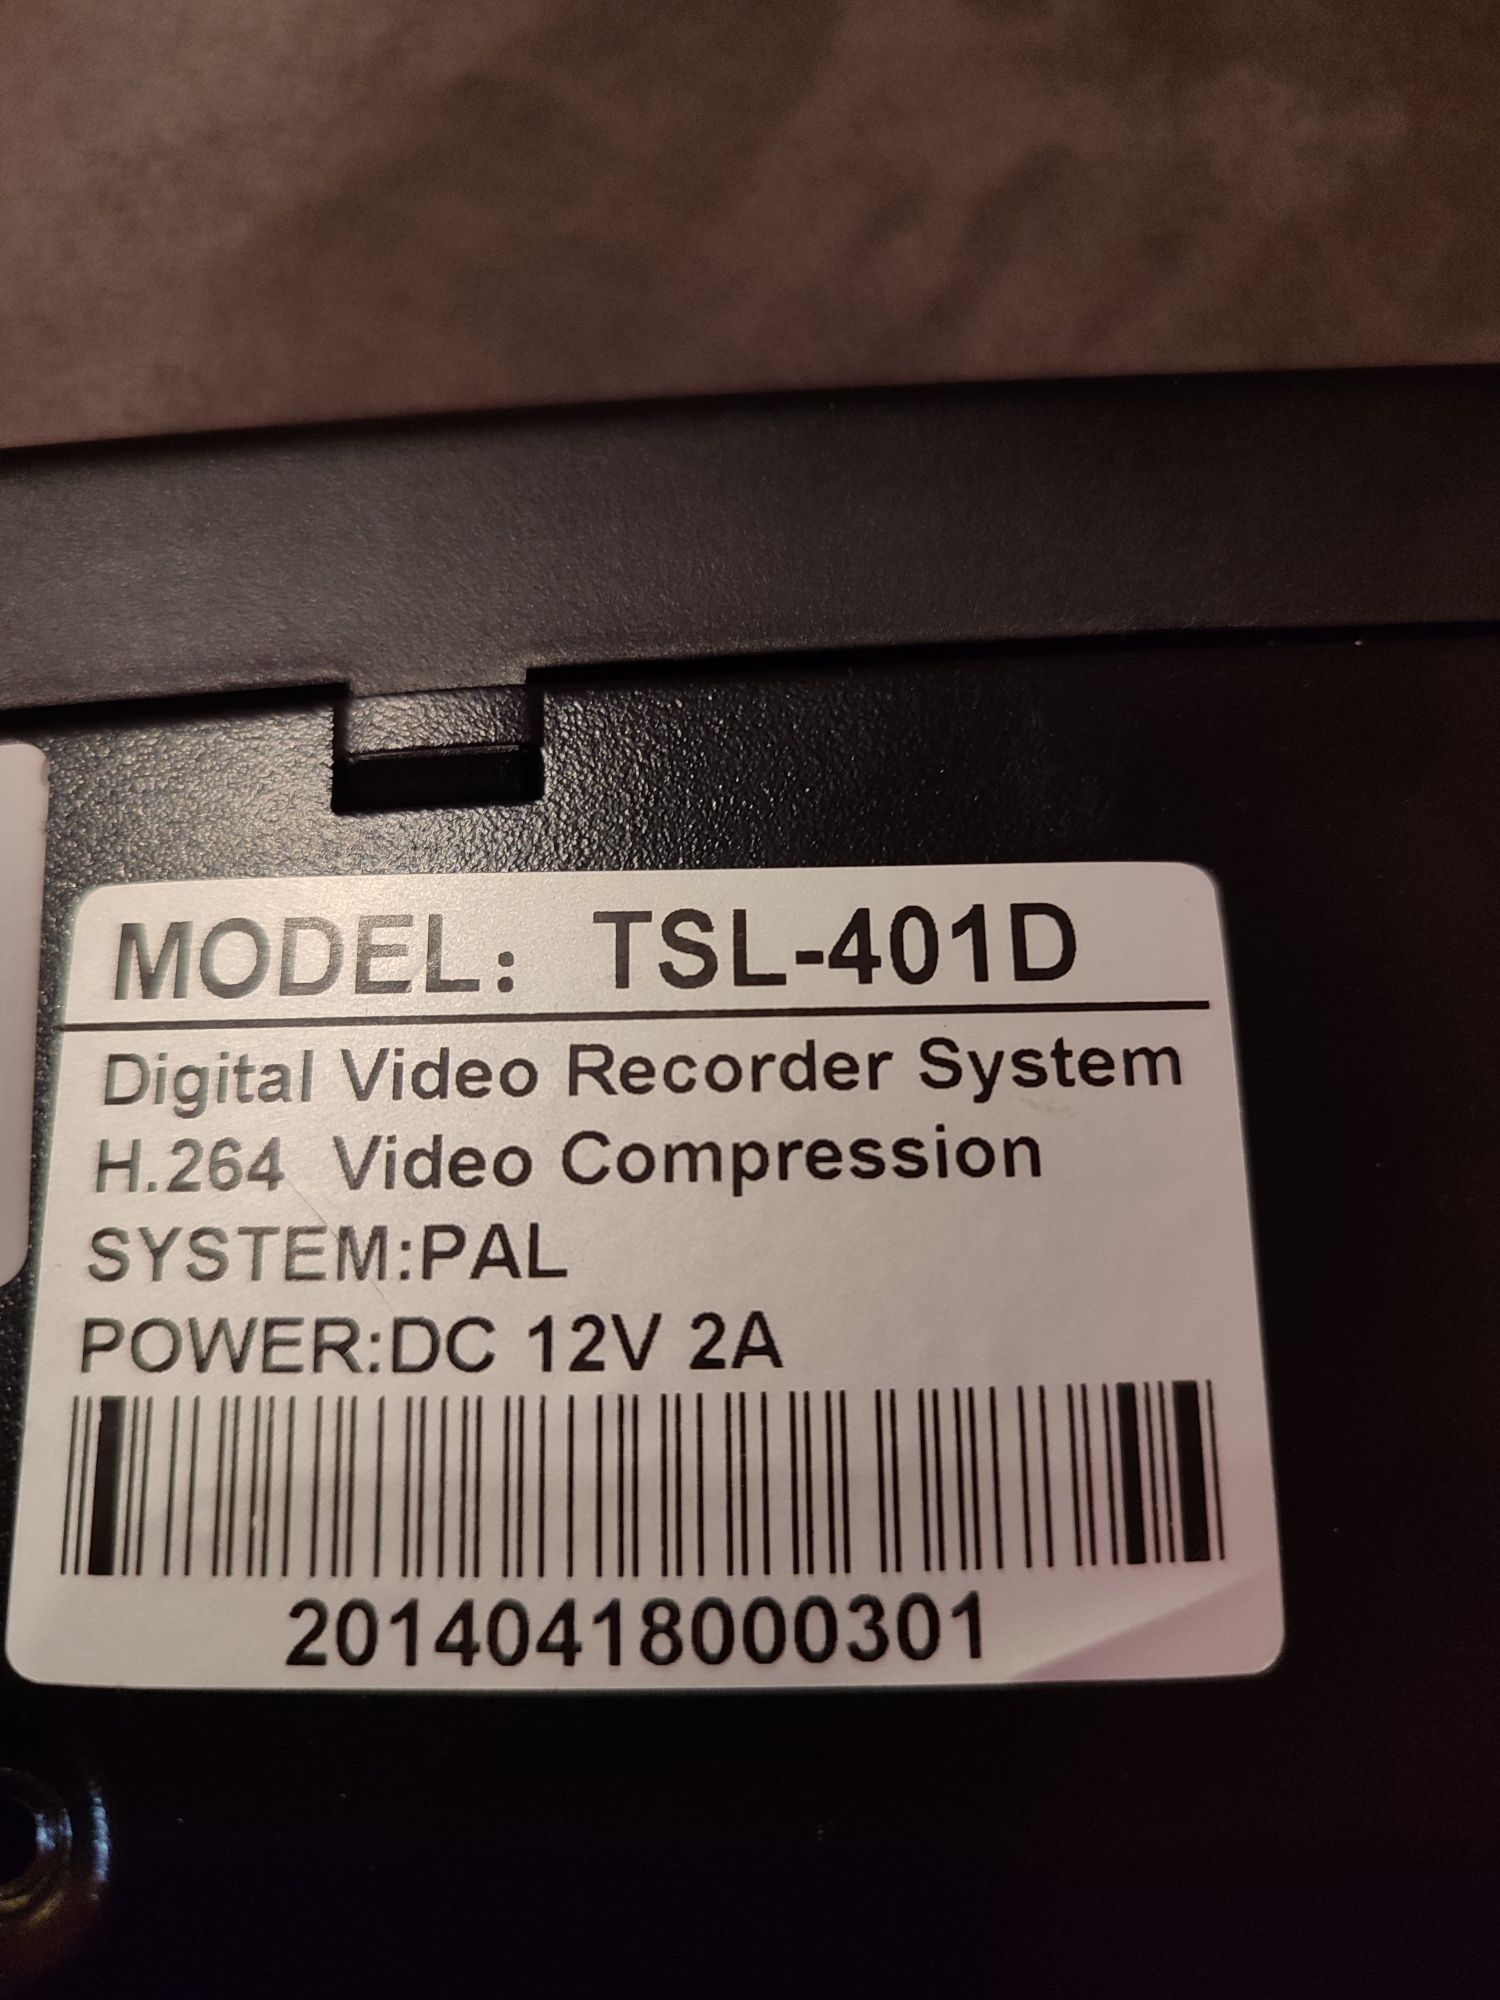 MODEL: TSL-401D
Digital Video Recorder System
H.264 Video Compression
SYSTEM:PAL
POWER:DC 12V 2A
20140418000301